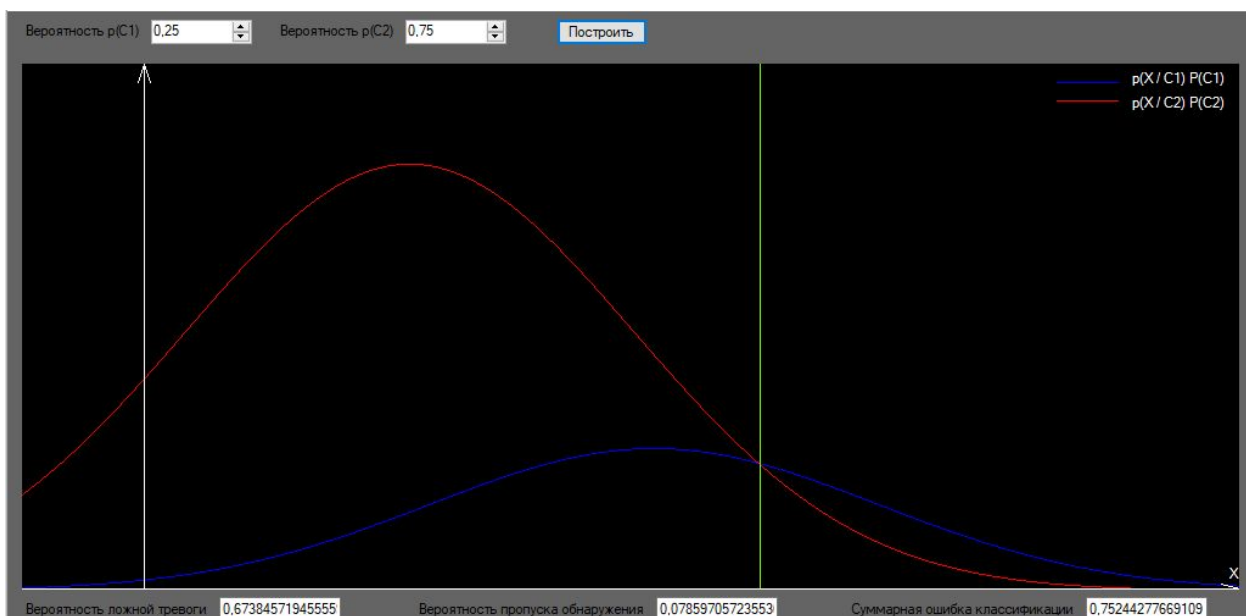 Вероятность p(C1) 0,25 Вероятность p(C2) 0,75 Построить
p(X / C1) P(C1)
p(X / C2) P(C2)
X
Вероятность ложной тревоги 0,67384571945555 Вероятность пропуска обнаружения 0,07859705723553 Суммарная ошибка классификации 0,75244277669109